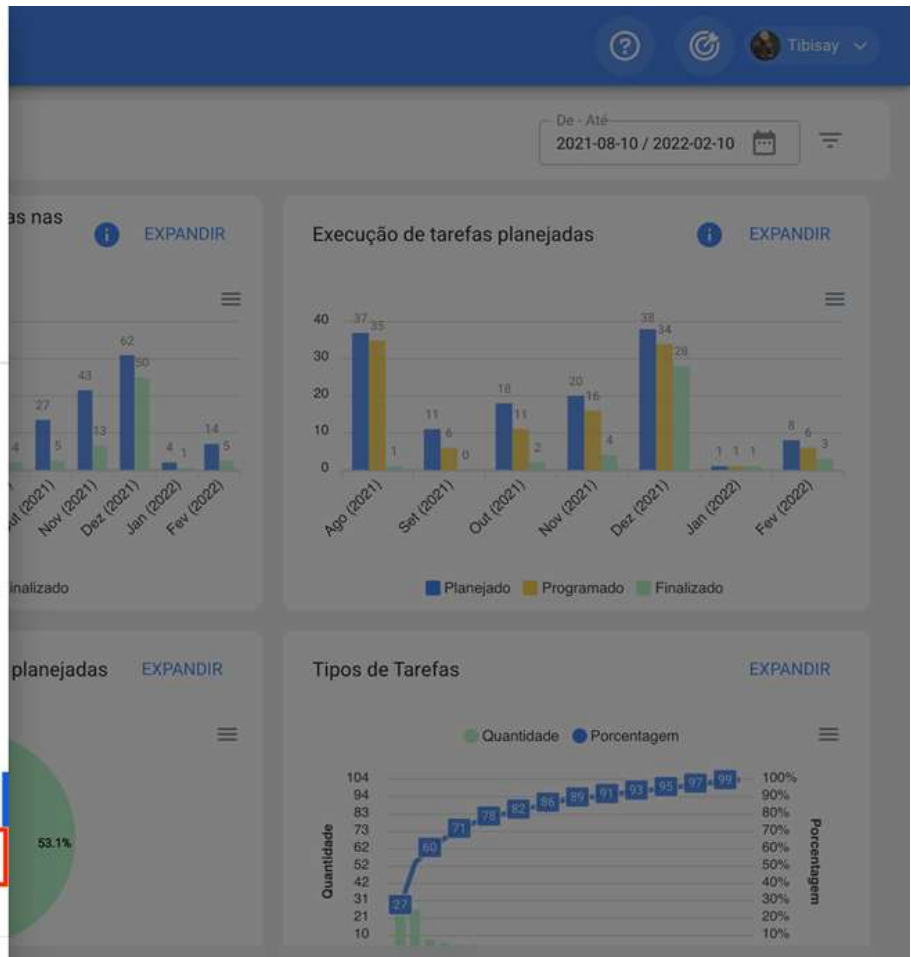 Tibisay
De - Até
2021-08-10 / 2022-02-10
as nas
EXPANDIR
27
4
5
43
13
62
50
4
1
14
5
ut (2021)
Nov (2021)
Dez (2021)
Jan (2022)
Fev (2022)
inalizado
Execução de tarefas planejadas
EXPANDIR
40
30
20
10
0
37
35
1
11
6
0
18
11
2
20
16
4
38
34
28
1
1
1
8
6
3
Ago (2021)
Set (2021)
Out (2021)
Nov (2021)
Dez (2021)
Jan (2022)
Fev (2022)
Planejado Programado Finalizado
planejadas
EXPANDIR
53.1%
Tipos de Tarefas
EXPANDIR
Quantidade Porcentagem
Quantidade
104
94
83
73
62
52
42
31
21
10
27
60
71
78
82
86
89
91
93
95
97
99
100%
90%
80%
70%
60%
50%
40%
30%
20%
10%
Porcentagem